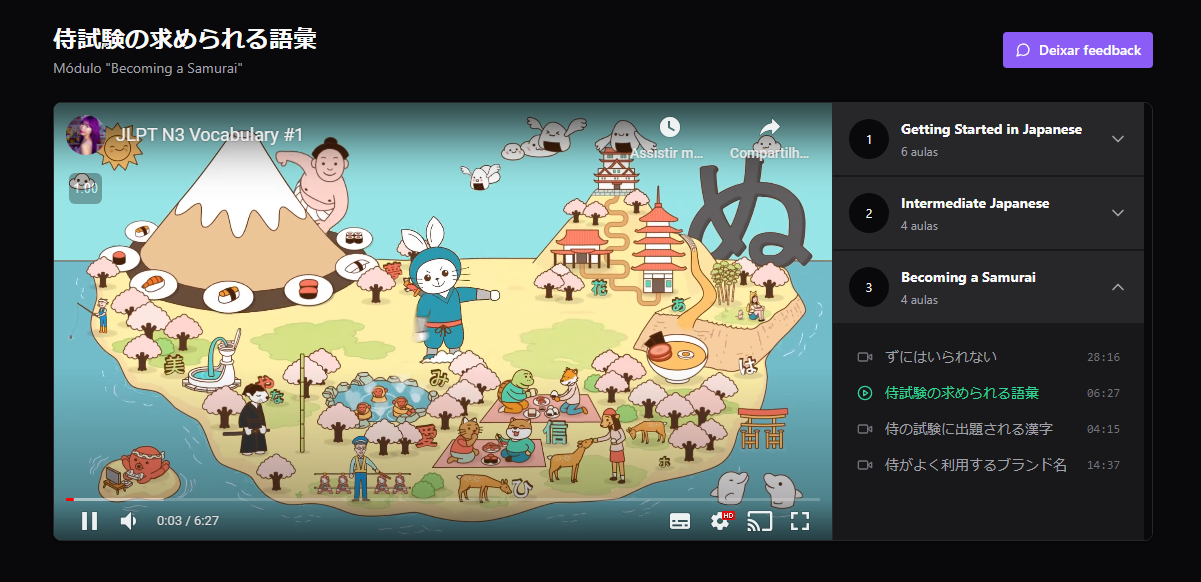 侍試験の求められる語彙
Módulo "Becoming a Samurai"
Deixar feedback
JLPT N3 Vocabulary #1
Assistir m...
Compartilh...
1:00
ぬ
夢
花
あ
美
や
な
み
は
信
ホ
ひ
0:03 / 6:27
HD
1
Getting Started in Japanese
6 aulas
2
Intermediate Japanese
4 aulas
3
Becoming a Samurai
4 aulas
ずにはいられない
28:16
侍試験の求められる語彙
06:27
侍の試験に出題される漢字
04:15
侍がよく利用するブランド名
14:37